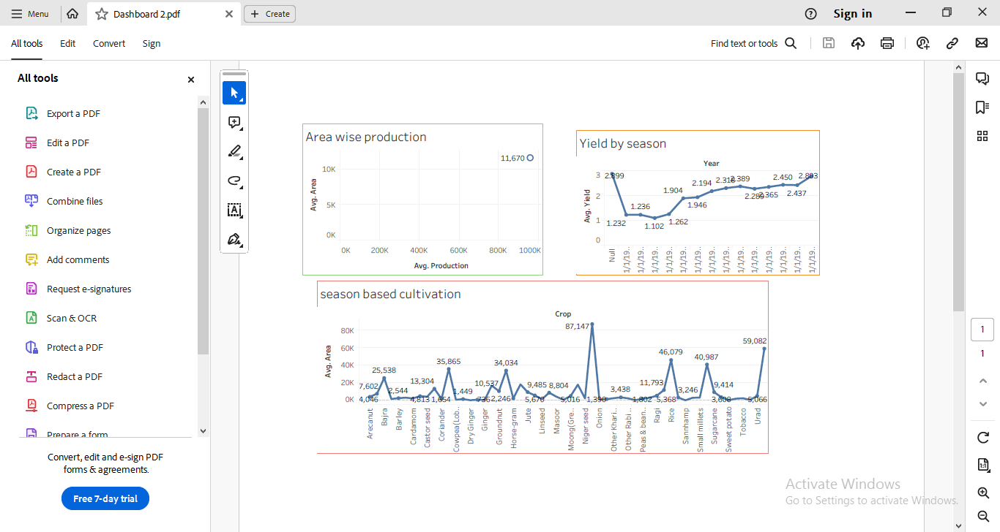 Menu
Dashboard 2.pdf
Create
Sign in
All tools
Edit
Convert
Sign
Find text or tools
All tools
Export a PDF
Edit a PDF
Create a PDF
Combine files
Organize pages
Add comments
Request e-signatures
Scan & OCR
Protect a PDF
Redact a PDF
Compress a PDF
Prepare a form
Convert, edit and e-sign PDF
forms & agreements.
Free 7-day trial
Area wise production
11,670
Avg. Area
10K
5K
0K
0K 200K 400K 600K 800K 1000K
Avg. Production
Yield by season
Year
Avg. Yield
3
2
1
0
2.899 1.232 1.236 1.102 1.262 1.904 1.946 2.194 2.318 2.389 2.289 2.365 2.450 2.437 2.803
Null 1/1/19.. 1/1/19.. 1/1/19.. 1/1/19.. 1/1/19.. 1/1/19.. 1/1/19.. 1/1/19.. 1/1/19.. 1/1/19.. 1/1/19.. 1/1/19.. 1/1/19.. 1/1/19..
season based cultivation
Crop
Avg. Area
80K
60K
40K
20K
0K
87,147
59,082
46,079
40,987
35,865
34,034
25,538
7,602 13,304 10,537 9,485 8,804 11,793 9,414
2,544 1,449 3,438 3,246
4,046 4,813 1,654 736 2,246 5,670 5,016 1,390 1,802 5,368 3,608 5,066
Arecanut Bajra Barley Cardamom Castor seed Coriander Cowpea(Lob.. Dry Ginger Ginger Groundnut Horse-gram Jute Linseed Masoor Moong(Gre.. Niger seed Onion Other Khari.. Other Rabi.. Peas & bean.. Ragi Rice Sannhamp Small millets Sugarcane Sweet potato Tobacco Urad
1
1
1:1
Activate Windows
Go to Settings to activate Windows.